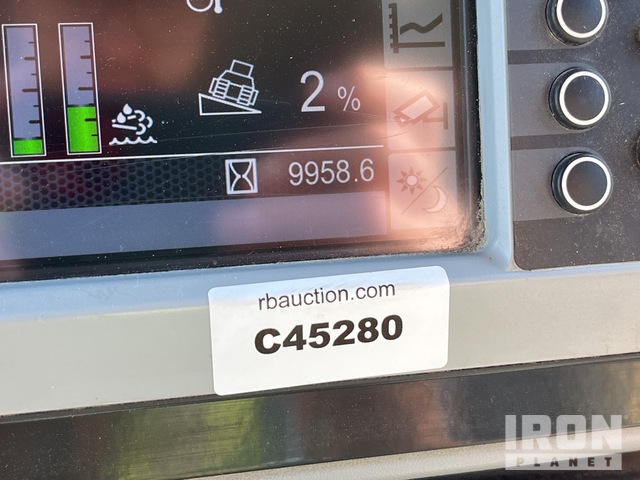 2 %
9958.6
rbauction.com
C45280
IRON
PLANET